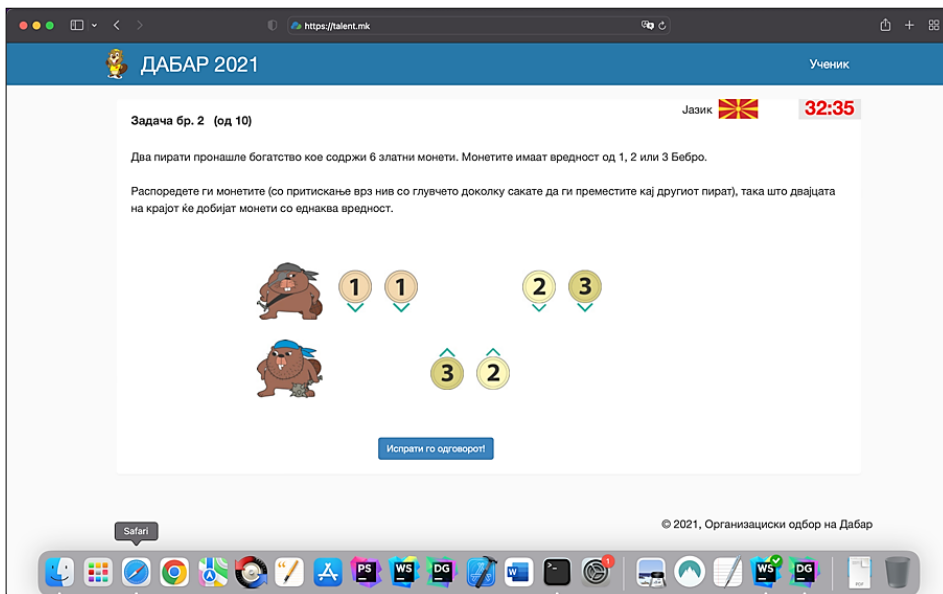 https://talent.mk
ДАБАР 2021
Ученик
Јазик
32:35
Задача бр. 2 (од 10)
Два пирати пронашле богатство кое содржи 6 златни монети. Монетите имаат вредност од 1, 2 или 3 Бебро.
Распоредете ги монетите (со притискање врз нив со глувчето доколку сакате да ги преместите кај другиот пират), така што двајцата
на крајот ќе добијат монети со еднаква вредност.
1 1 2 3
3 2
Испрати го одговорот!
© 2021, Организациски одбор на Дабар
Safari
PS WS DG W >_ 1 WS DG PDF